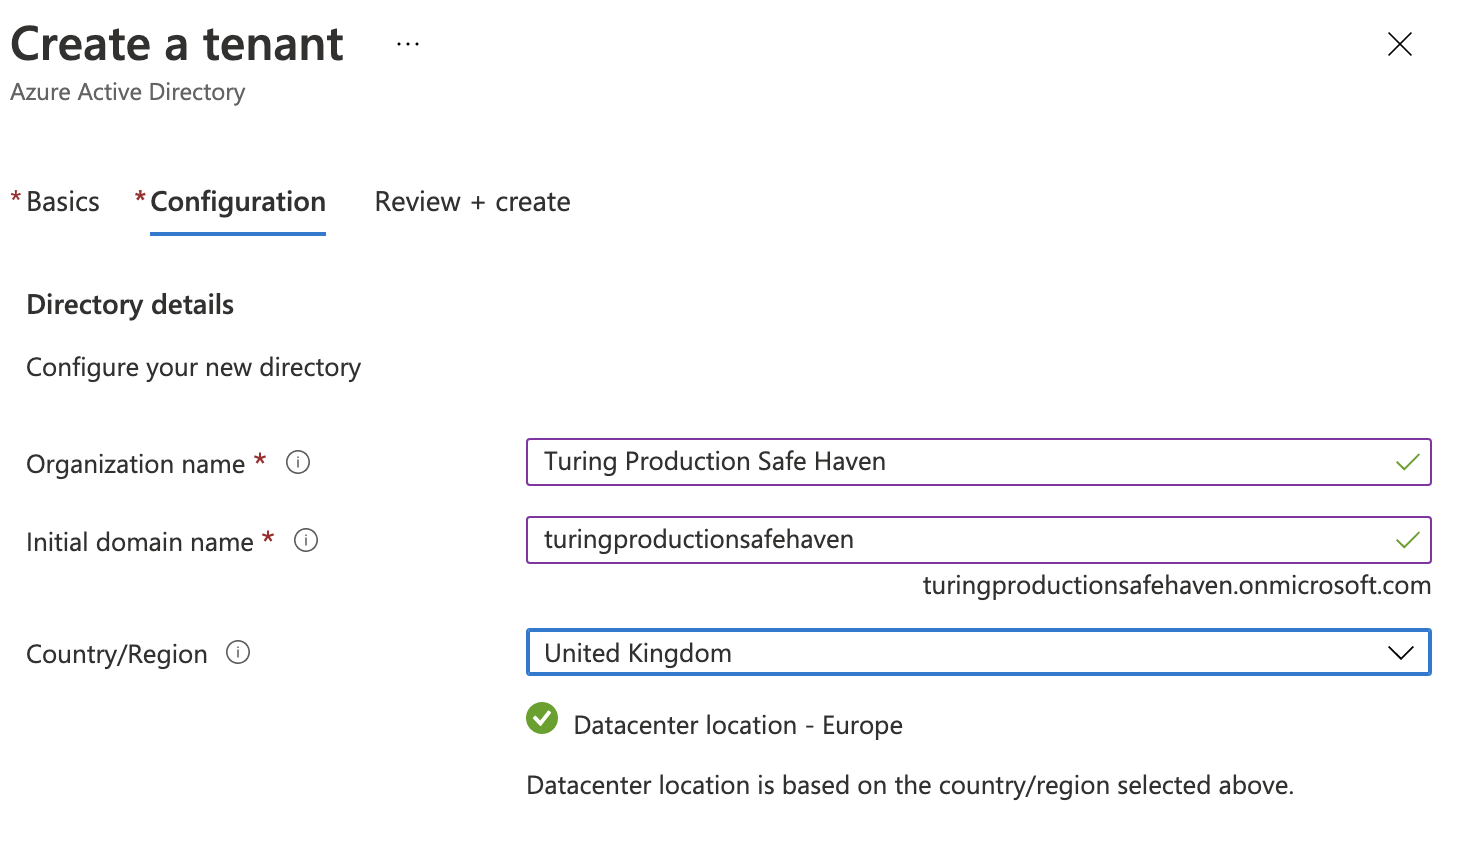 Create a tenant ...
Azure Active Directory
* Basics * Configuration Review + create
Directory details
Configure your new directory
Organization name * Turing Production Safe Haven
Initial domain name * turingproductionsafehaven
turingproductionsafehaven.onmicrosoft.com
Country/Region United Kingdom
Datacenter location - Europe
Datacenter location is based on the country/region selected above.